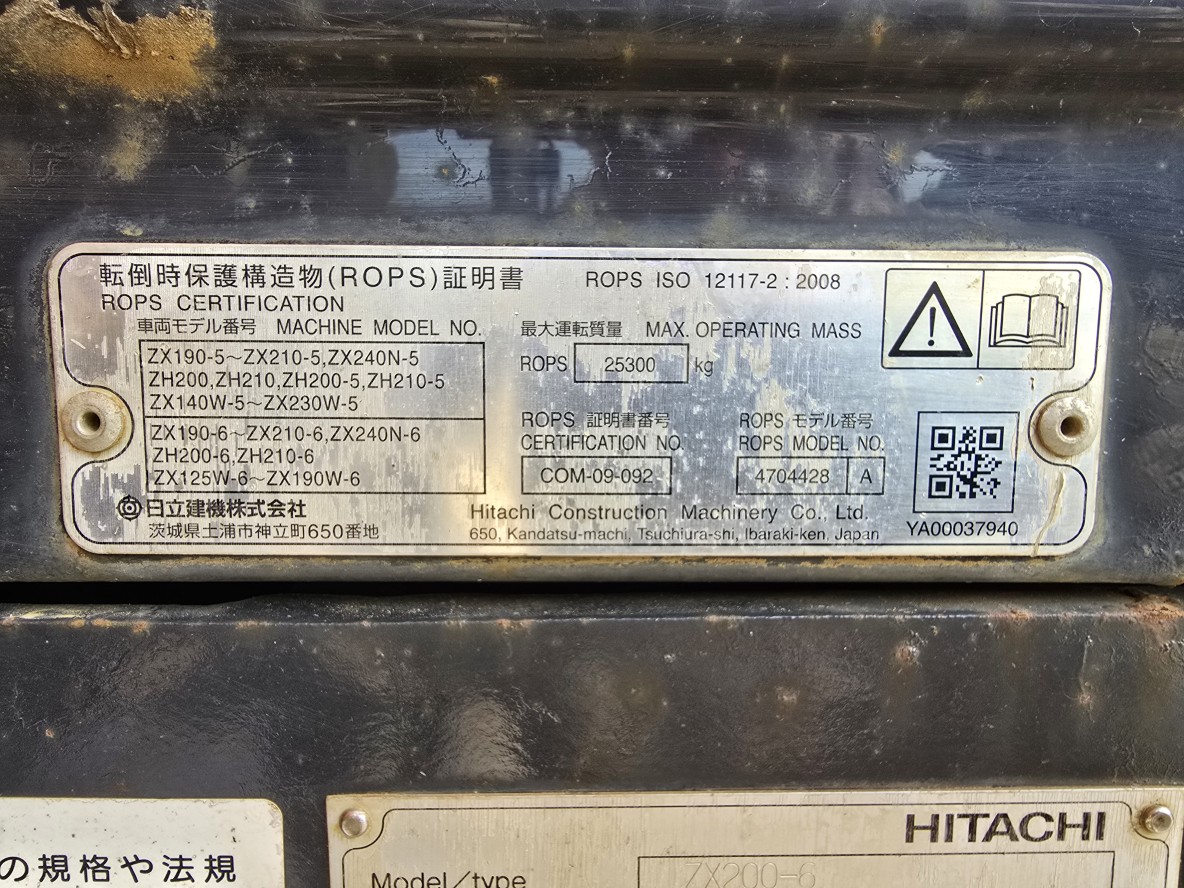 転倒時保護構造物(ROPS)証明書 ROPS ISO 12117-2 : 2008
ROPS CERTIFICATION
車両モデル番号 MACHINE MODEL NO.
ZX190-5~ZX210-5,ZX240N-5
ZH200,ZH210,ZH200-5,ZH210-5
ZX140W-5~ZX230W-5
ZX190-6~ZX210-6,ZX240N-6
ZH200-6,ZH210-6
ZX125W-6~ZX190W-6
最大運転質量 MAX. OPERATING MASS
ROPS 25300 kg
ROPS 証明書番号
CERTIFICATION NO.
COM-09-092
ROPS モデル番号
ROPS MODEL NO.
4704428 A
日立建機株式会社 Hitachi Construction Machinery Co., Ltd.
茨城県土浦市神立町650番地 650, Kandatsu-machi, Tsuchiura-shi, Ibaraki-ken, Japan
YA00037940
の規格や法規
HITACHI
Model/type ZX200-6